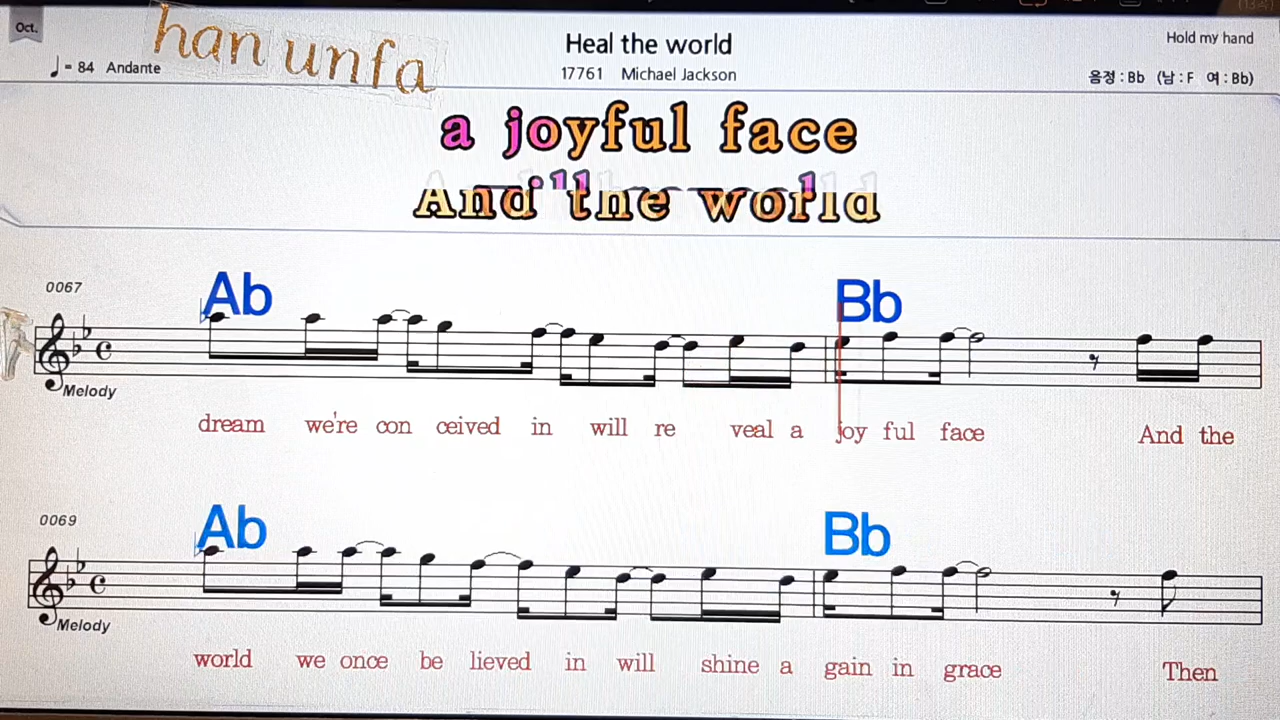 Oct.
han unfa
Heal the world
Hold my hand
♩ = 84 Andante
17761 Michael Jackson
음정 : Bb (남 : F 여 : Bb)
a joyful face
And the world
0067
Ab Bb
Melody
dream we're con ceived in will re veal a joy ful face And the
0069
Ab Bb
Melody
world we once be lieved in will shine a gain in grace Then